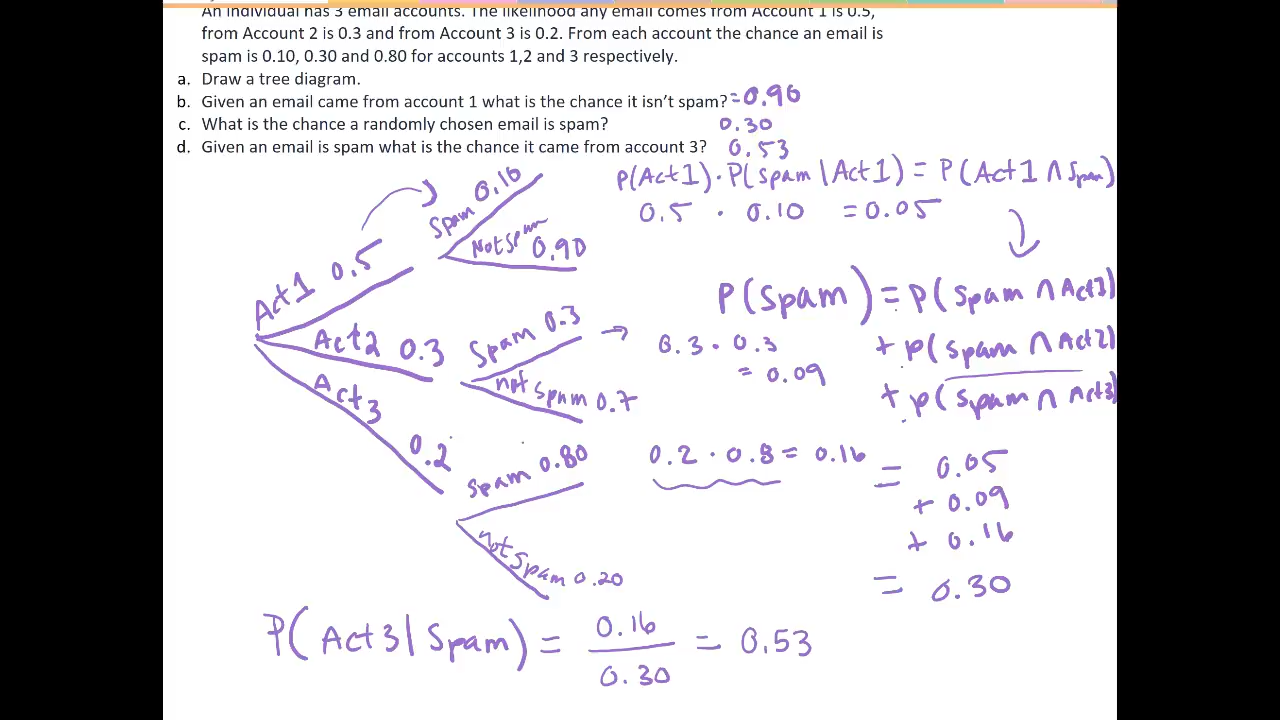 An individual has 3 email accounts. The likelihood any email comes from Account 1 is 0.5,
from Account 2 is 0.3 and from Account 3 is 0.2. From each account the chance an email is
spam is 0.10, 0.30 and 0.80 for accounts 1,2 and 3 respectively.
a. Draw a tree diagram.
b. Given an email came from account 1 what is the chance it isn't spam? =0.90
c. What is the chance a randomly chosen email is spam? 0.30
d. Given an email is spam what is the chance it came from account 3? 0.53
P(Act1)·P(spam|Act1) = P(Act1 ∩ Spam)
0.5 · 0.10 = 0.05
Spam 0.10
Not Spam 0.90
Act1 0.5
Act2 0.3
Act3 0.2
Spam 0.3
not Spam 0.7
0.3 · 0.3
= 0.09
P(Spam) = P(Spam ∩ Act1)
+ P(Spam ∩ Act2)
+ P(Spam ∩ Act3)
Spam 0.80
not Spam 0.20
0.2 · 0.8 = 0.16
= 0.05
+ 0.09
+ 0.16
= 0.30
P(Act3|Spam) = 0.16 / 0.30 = 0.53